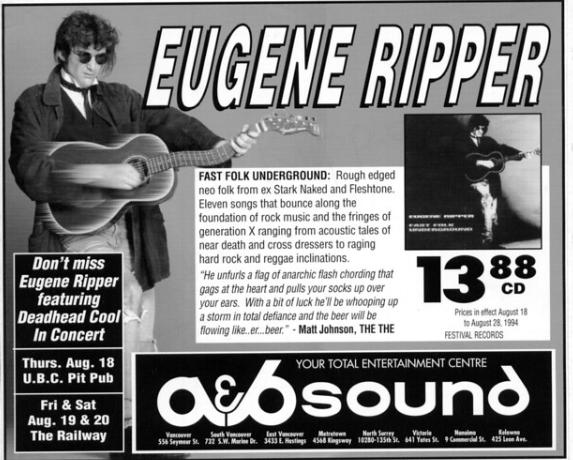 EUGENE RIPPER
FAST FOLK UNDERGROUND: Rough edged
neo folk from ex Stark Naked and Fleshtone.
Eleven songs that bounce along the
foundation of rock music and the fringes of
generation X ranging from acoustic tales of
near death and cross dressers to raging
hard rock and reggae inclinations.
"He unfurls a flag of anarchic flash chording that
gags at the heart and pulls your socks up over
your ears. With a bit of luck he'll be whooping up
a storm in total defiance and the beer will be
flowing like..er...beer." - Matt Johnson, THE THE
EUGENE RIPPER
FAST FOLK
UNDERGROUND
13 88
CD
Prices in effect August 18
to August 28, 1994
FESTIVAL RECORDS
Don't miss
Eugene Ripper
featuring
Deadhead Cool
In Concert
Thurs. Aug. 18
U.B.C. Pit Pub
Fri & Sat
Aug. 19 & 20
The Railway
YOUR TOTAL ENTERTAINMENT CENTRE
a&b sound
Vancouver
556 Seymour St.
South Vancouver
732 S.W. Marine Dr.
East Vancouver
3433 E. Hastings
Metrotown
4568 Kingsway
North Surrey
10280-135th St.
Victoria
641 Yates St.
Nanaimo
9 Commercial St.
Kelowna
425 Leon Ave.